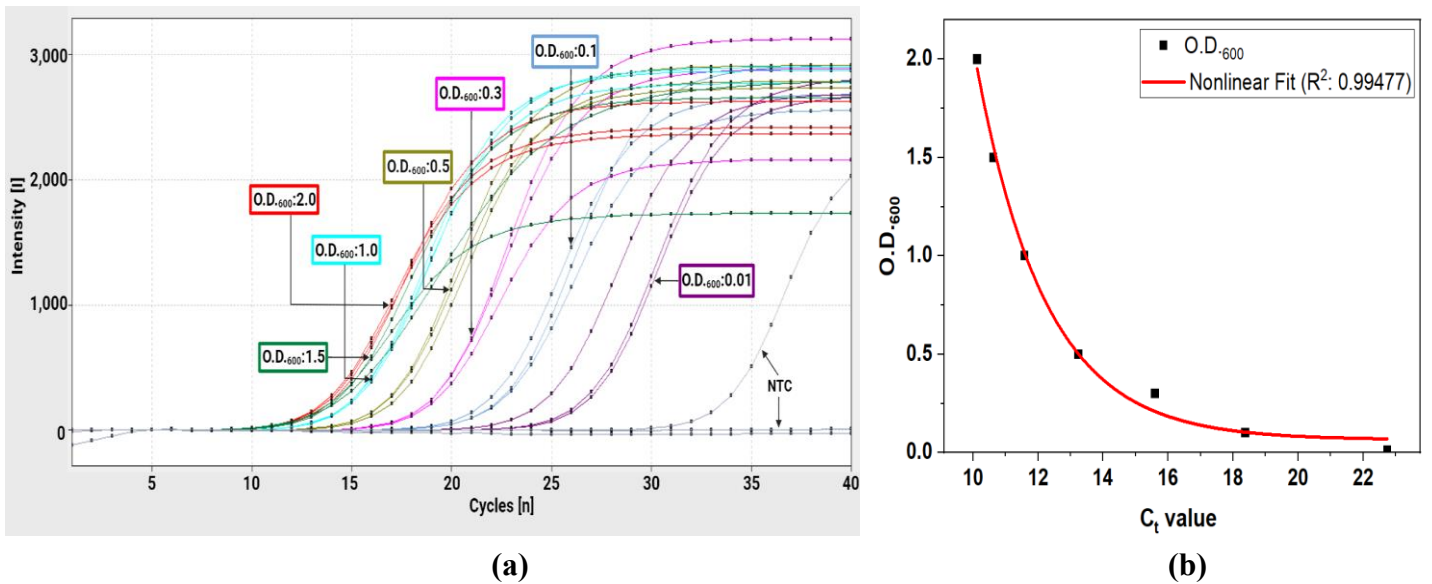 3,000
2,000
1,000
0
Intensity [I]
5
10
15
20
25
30
35
40
Cycles [n]
O.D.₆₀₀:0.1
O.D.₆₀₀:0.3
O.D.₆₀₀:0.5
O.D.₆₀₀:2.0
O.D.₆₀₀:1.0
O.D.₆₀₀:0.01
O.D.₆₀₀:1.5
NTC
(a)
O.D.₆₀₀
Nonlinear Fit (R²: 0.99477)
2.0
1.5
1.0
0.5
0.0
O.D.₆₀₀
10
12
14
16
18
20
22
Cₜ value
(b)